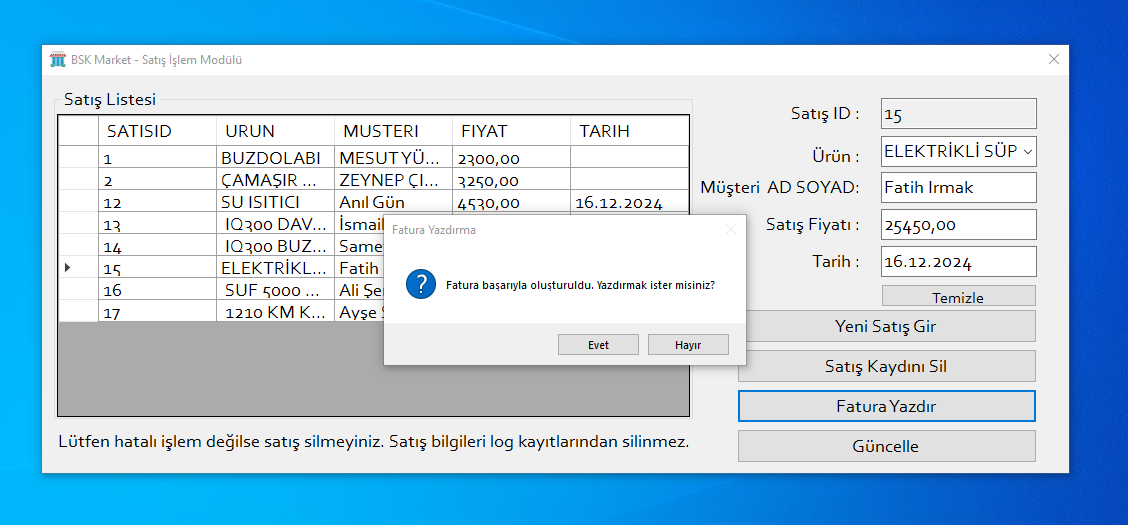 BSK Market - Satış İşlem Modülü
Satış Listesi
SATISID URUN MUSTERI FIYAT TARIH
1 BUZDOLABI MESUT YÜ... 2300,00
2 ÇAMAŞIR ... ZEYNEP ÇI... 3250,00
12 SU ISITICI Anıl Gün 4530,00 16.12.2024
13 IQ300 DAV... İsmail
14 IQ300 BUZ... Same
15 ELEKTRİKL... Fatih
16 SUF 5000 ... Ali Şe
17 1210 KM K... Ayşe
Lütfen hatalı işlem değilse satış silmeyiniz. Satış bilgileri log kayıtlarından silinmez.
Satış ID : 15
Ürün : ELEKTRİKLİ SÜP
Müşteri AD SOYAD: Fatih Irmak
Satış Fiyatı : 25450,00
Tarih : 16.12.2024
Temizle
Yeni Satış Gir
Satış Kaydını Sil
Fatura Yazdır
Güncelle
Fatura Yazdırma
Fatura başarıyla oluşturuldu. Yazdırmak ister misiniz?
Evet Hayır